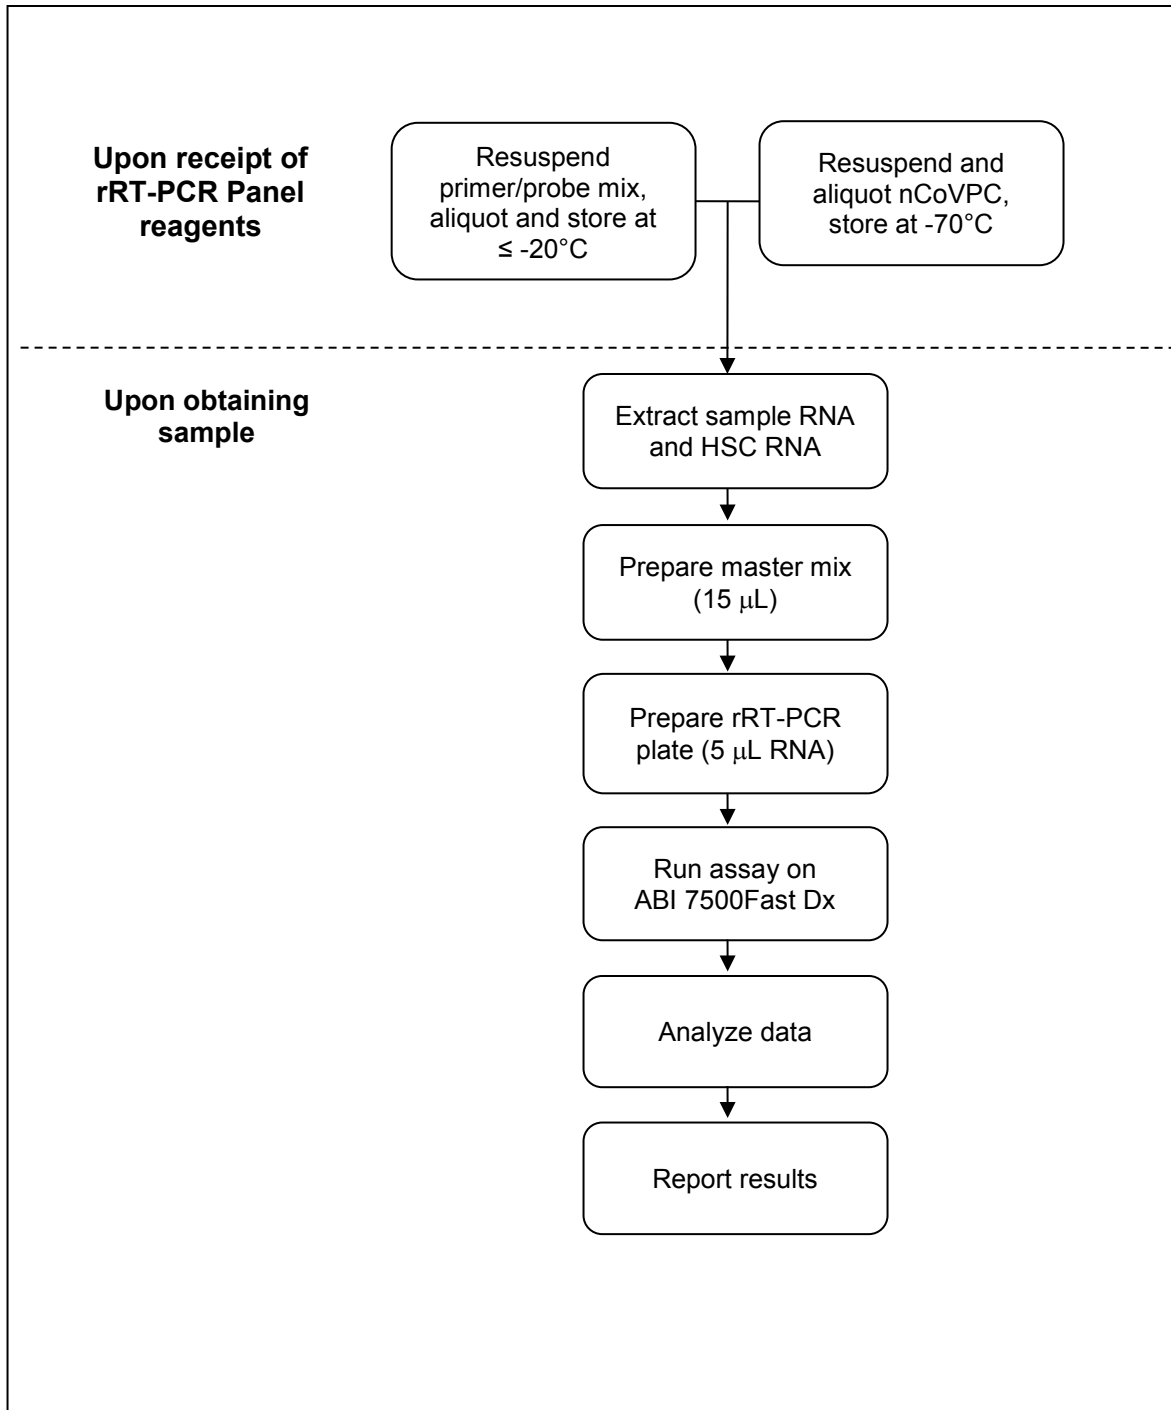 Upon receipt of
rRT-PCR Panel
reagents
Resuspend
primer/probe mix,
aliquot and store at
≤ -20°C
Resuspend and
aliquot nCoVPC,
store at -70°C
Upon obtaining
sample
Extract sample RNA
and HSC RNA
Prepare master mix
(15 μL)
Prepare rRT-PCR
plate (5 μL RNA)
Run assay on
ABI 7500Fast Dx
Analyze data
Report results